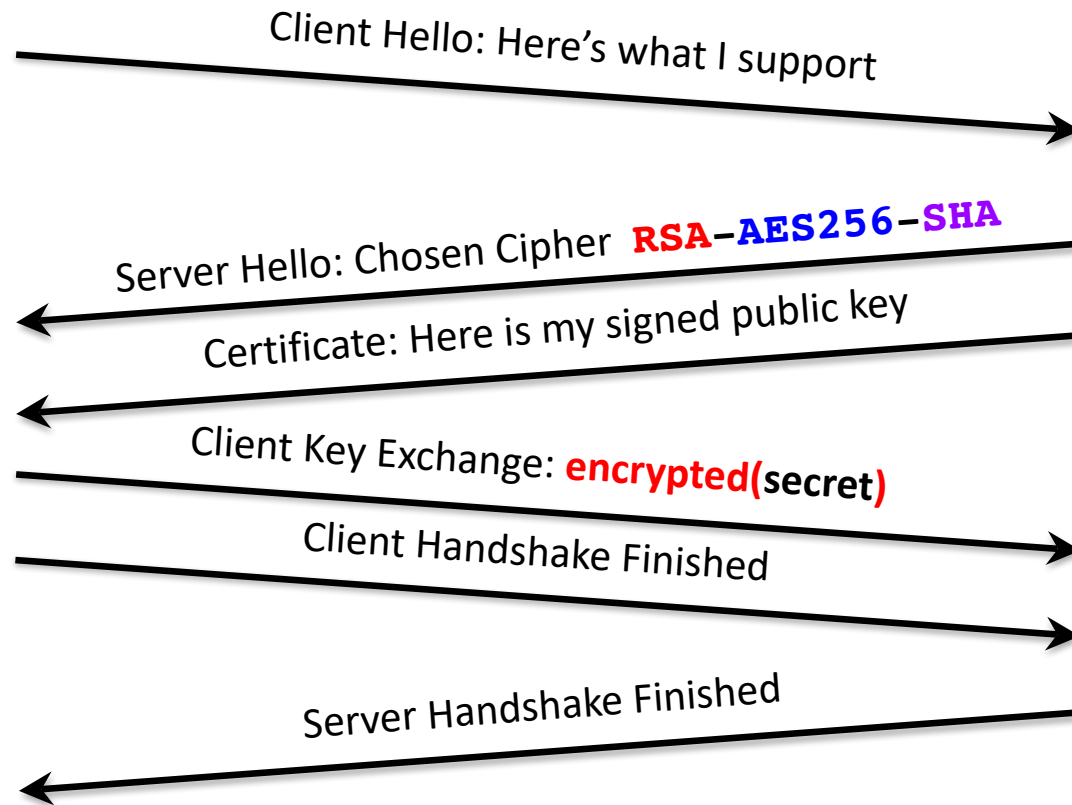 Client Hello: Here’s what I support
Server Hello: Chosen Cipher RSA–AES256–SHA
Certificate: Here is my signed public key
Client Key Exchange: encrypted(secret)
Client Handshake Finished
Server Handshake Finished